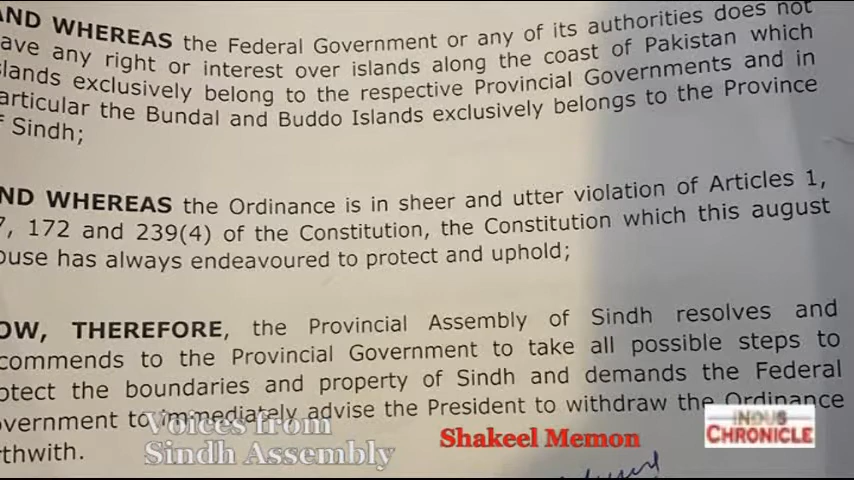 AND WHEREAS the Federal Government or any of its authorities does not
ave any right or interest over islands along the coast of Pakistan which
slands exclusively belong to the respective Provincial Governments and in
articular the Bundal and Buddo Islands exclusively belongs to the Province
f Sindh;
ND WHEREAS the Ordinance is in sheer and utter violation of Articles 1,
7, 172 and 239(4) of the Constitution, the Constitution which this august
ouse has always endeavoured to protect and uphold;
OW, THEREFORE, the Provincial Assembly of Sindh resolves and
commends to the Provincial Government to take all possible steps to
otect the boundaries and property of Sindh and demands the Federal
vernment to immediately advise the President to withdraw the Ordinance
thwith.
Voices from
Sindh Assembly
Shakeel Memon
INDUS
CHRONICLE